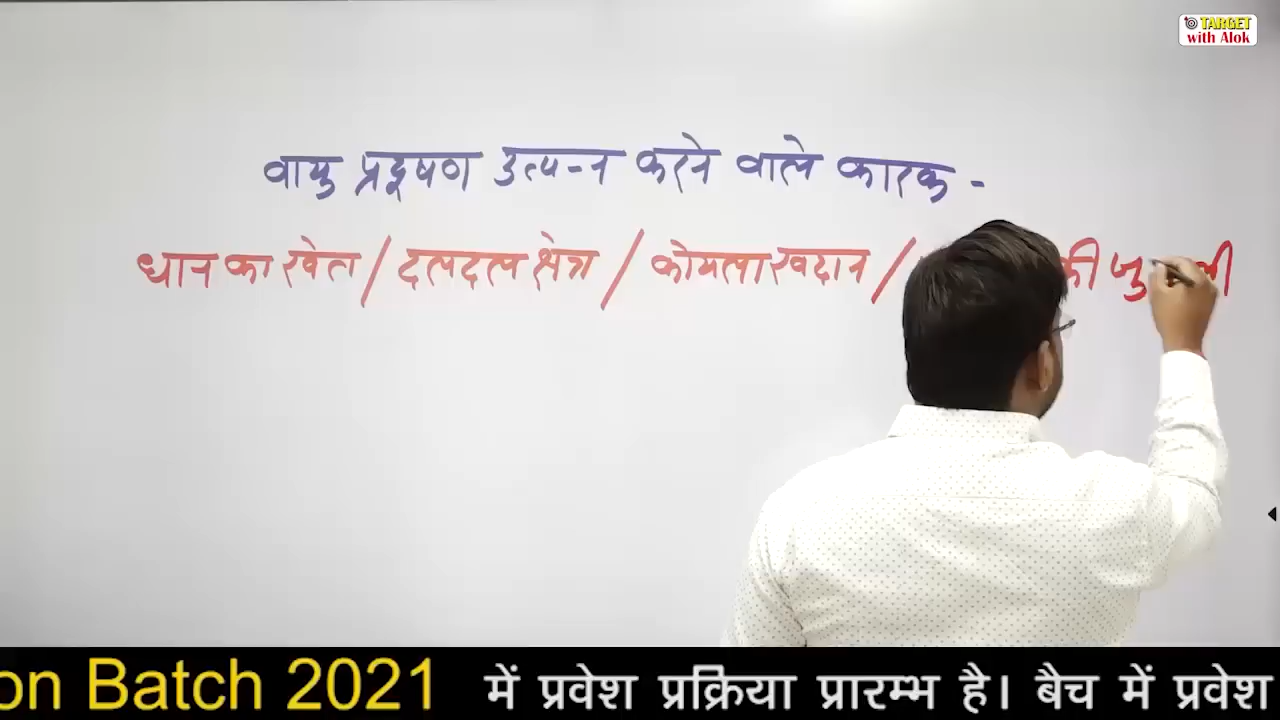 TARGET
with Alok
वायु प्रदूषण उत्पन्न करने वाले कारक -
धान का खेत / दलदल क्षेत्र / कोयला खदान / की
on Batch 2021 में प्रवेश प्रक्रिया प्रारम्भ है। बैच में प्रवेश